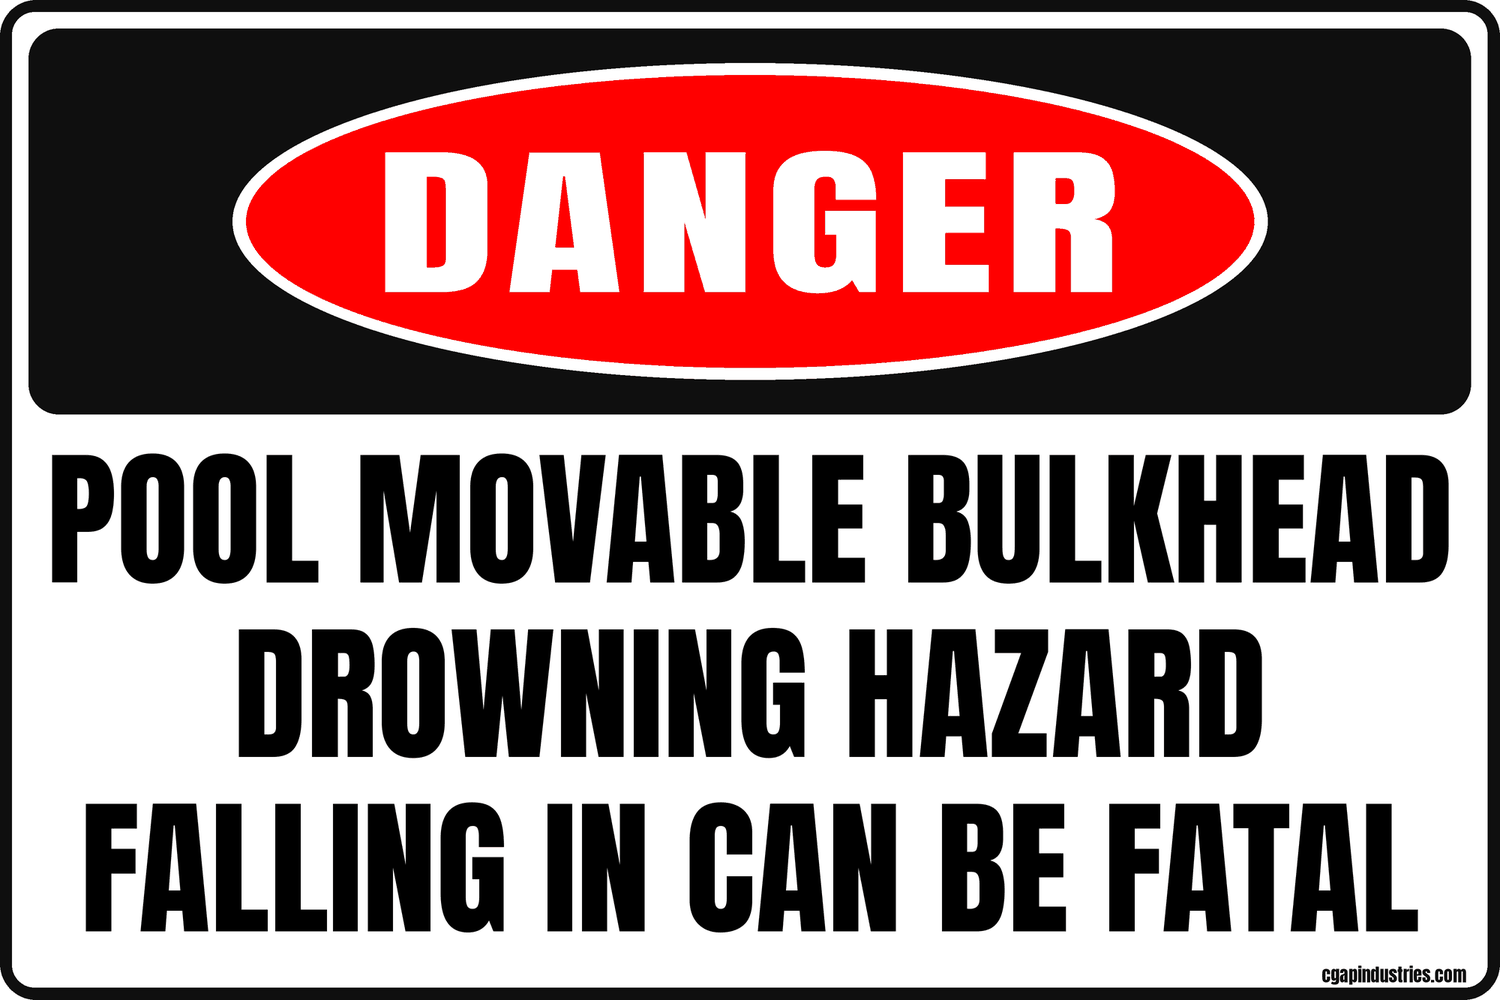 DANGER
POOL MOVABLE BULKHEAD
DROWNING HAZARD
FALLING IN CAN BE FATAL
cgapindustries.com